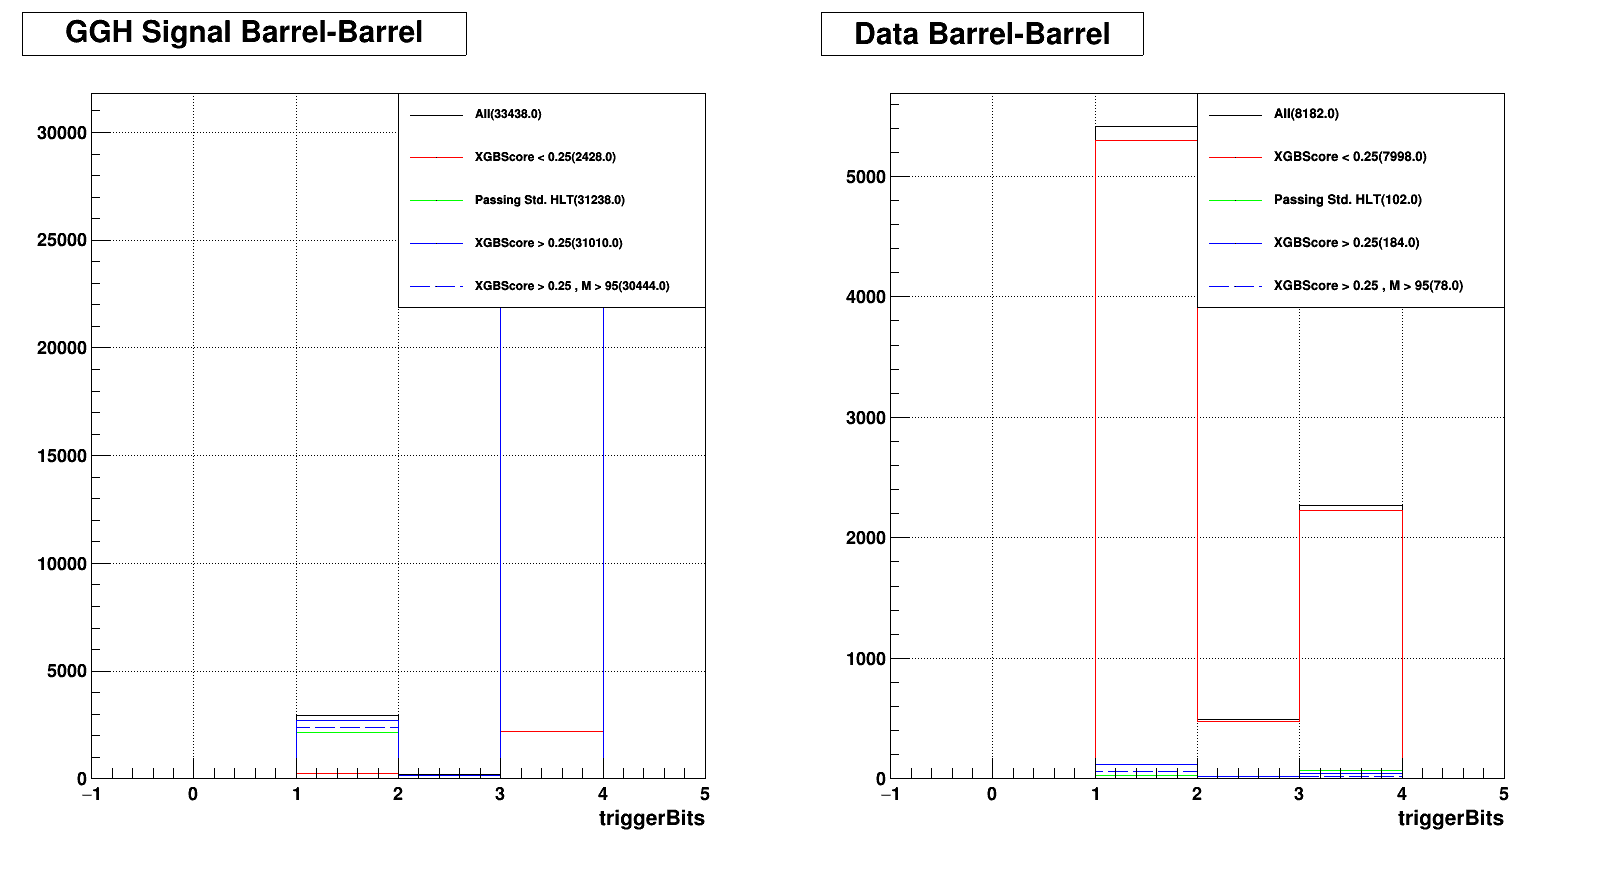 GGH Signal Barrel-Barrel
All(33438.0)
XGBScore < 0.25(2428.0)
Passing Std. HLT(31238.0)
XGBScore > 0.25(31010.0)
XGBScore > 0.25 , M > 95(30444.0)
30000
25000
20000
15000
10000
5000
0
−1 0 1 2 3 4 5
triggerBits
Data Barrel-Barrel
All(8182.0)
XGBScore < 0.25(7998.0)
Passing Std. HLT(102.0)
XGBScore > 0.25(184.0)
XGBScore > 0.25 , M > 95(78.0)
5000
4000
3000
2000
1000
0
−1 0 1 2 3 4 5
triggerBits